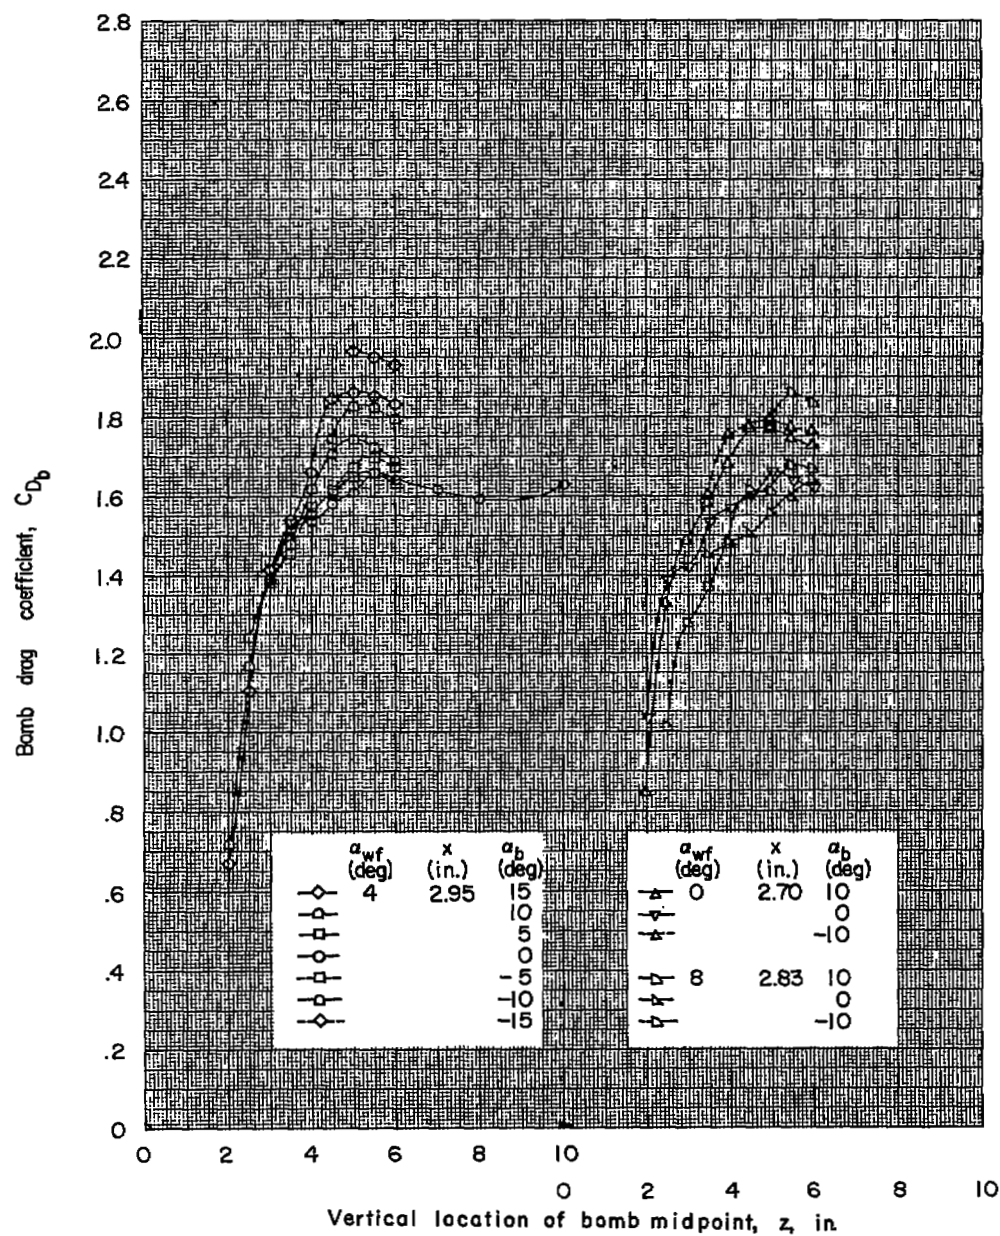 2.8
2.6
2.4
2.2
2.0
1.8
1.6
1.4
1.2
1.0
.8
.6
.4
.2
0
Bomb drag coefficient, C_Db
α_wf x α_b
(deg) (in.) (deg)
4 2.95 15
10
5
0
-5
-10
-15
α_wf x α_b
(deg) (in.) (deg)
0 2.70 10
0
-10
8 2.83 10
0
-10
0 2 4 6 8 10
0 2 4 6 8 10
Vertical location of bomb midpoint, z, in.